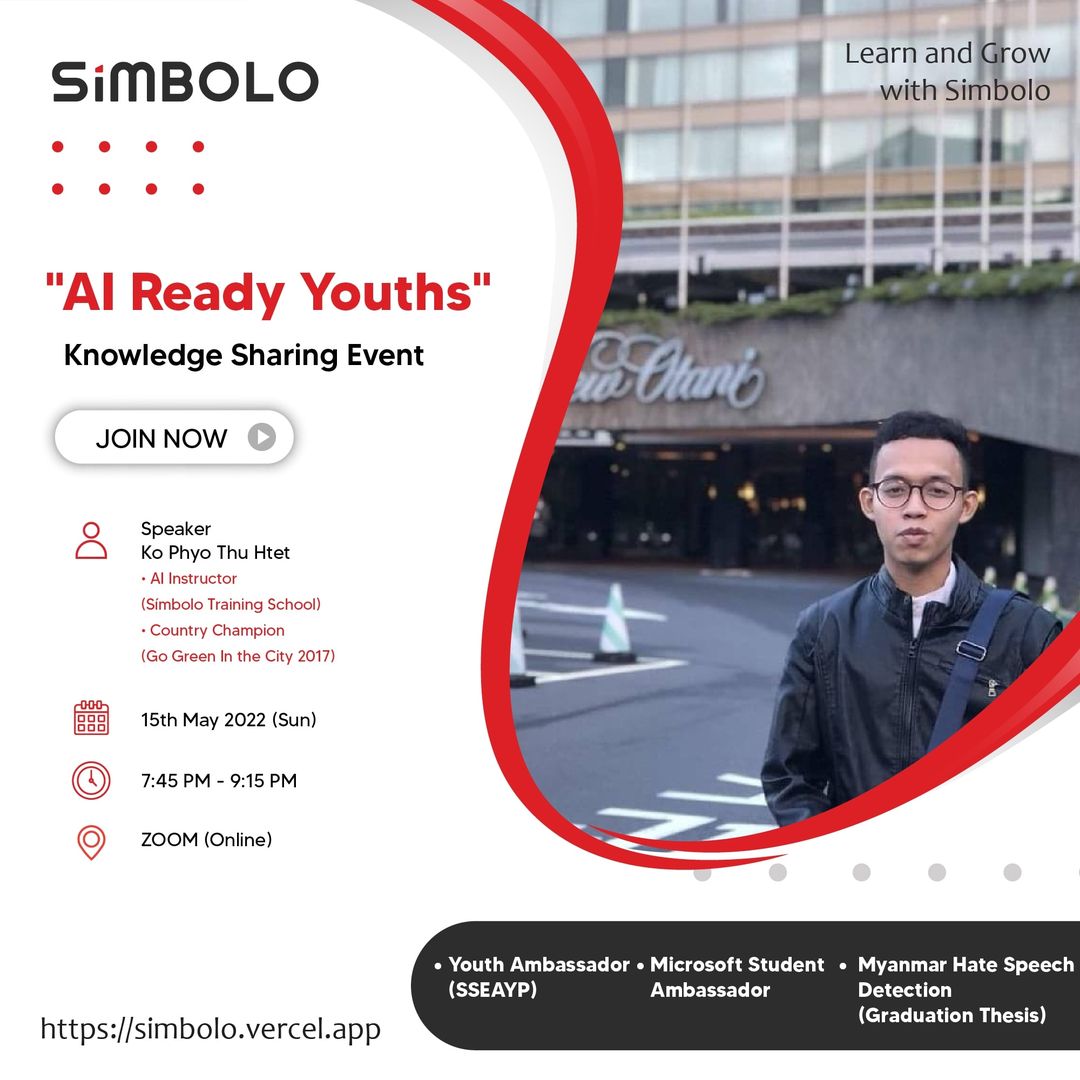 SíMBOLO
Learn and Grow
with Simbolo
"AI Ready Youths"
Knowledge Sharing Event
JOIN NOW
Speaker
Ko Phyo Thu Htet
• AI Instructor
(Símbolo Training School)
• Country Champion
(Go Green In the City 2017)
15th May 2022 (Sun)
7:45 PM - 9:15 PM
ZOOM (Online)
Otani
• Youth Ambassador
(SSEAYP)
• Microsoft Student
Ambassador
• Myanmar Hate Speech
Detection
(Graduation Thesis)
https://simbolo.vercel.app